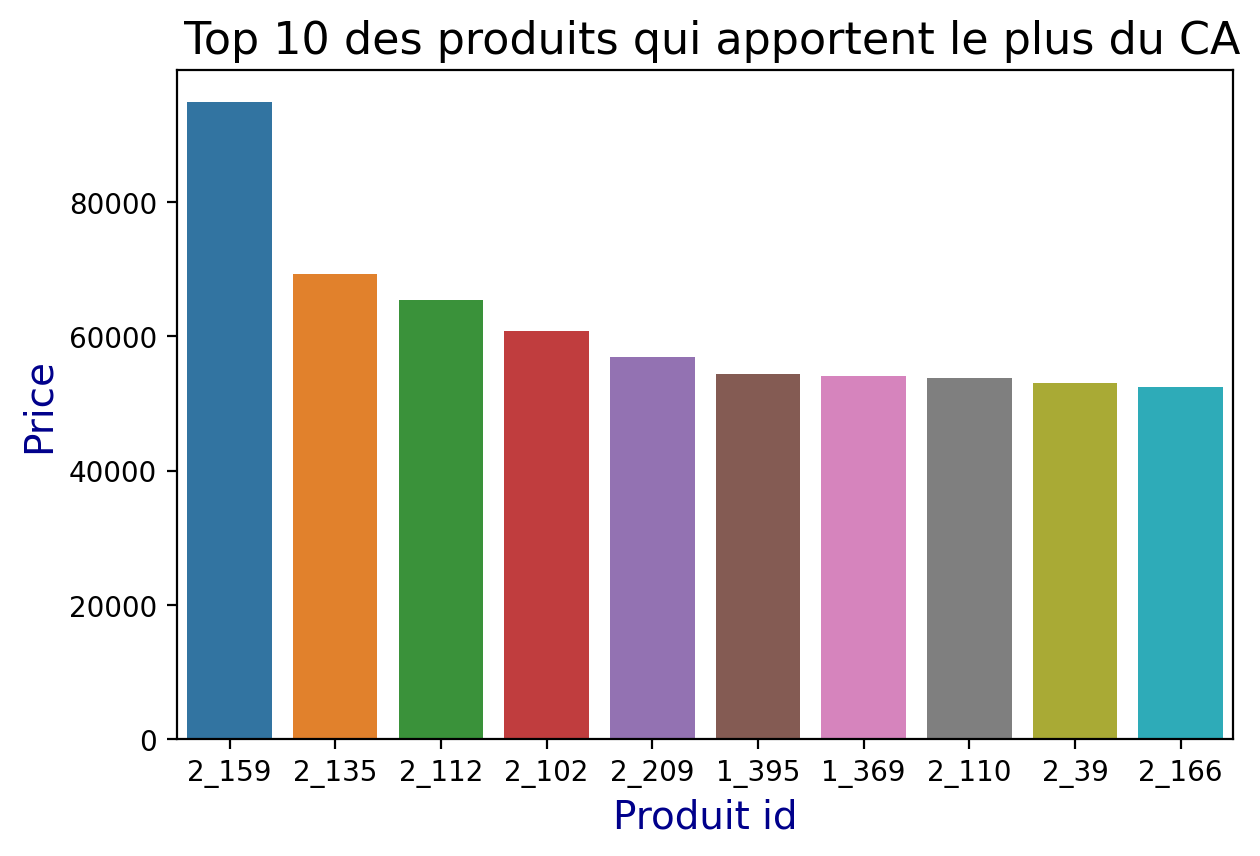 Top 10 des produits qui apportent le plus du CA
80000
60000
40000
20000
0
Price
2_159 2_135 2_112 2_102 2_209 1_395 1_369 2_110 2_39 2_166
Produit id